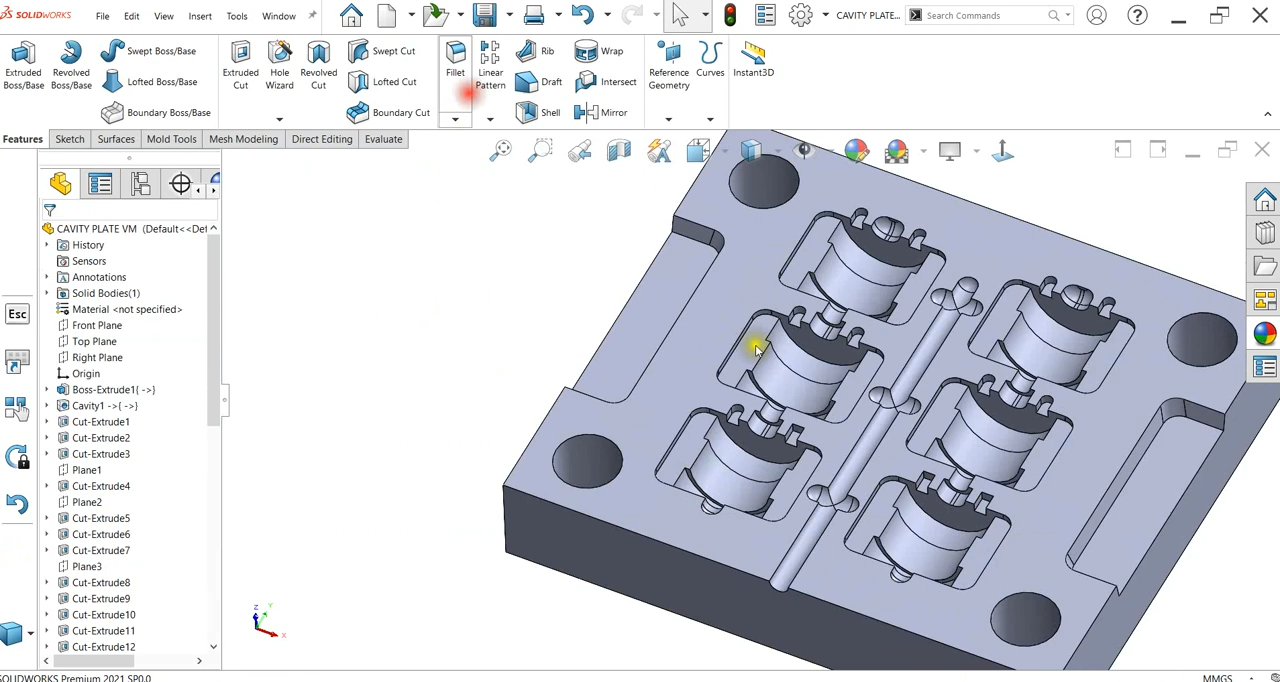 SOLIDWORKS File Edit View Insert Tools Window CAVITY PLATE... Search Commands
Extruded Boss/Base
Revolved Boss/Base
Swept Boss/Base
Lofted Boss/Base
Boundary Boss/Base
Extruded Cut
Hole Wizard
Revolved Cut
Swept Cut
Lofted Cut
Boundary Cut
Fillet
Linear Pattern
Rib
Draft
Shell
Wrap
Intersect
Mirror
Reference Geometry
Curves
Instant3D
Features Sketch Surfaces Mold Tools Mesh Modeling Direct Editing Evaluate
CAVITY PLATE VM (Default<<Def
History
Sensors
Annotations
Solid Bodies(1)
Material <not specified>
Front Plane
Top Plane
Right Plane
Origin
Boss-Extrude1{ ->}
Cavity1 ->{ ->}
Cut-Extrude1
Cut-Extrude2
Cut-Extrude3
Plane1
Cut-Extrude4
Plane2
Cut-Extrude5
Cut-Extrude6
Cut-Extrude7
Plane3
Cut-Extrude8
Cut-Extrude9
Cut-Extrude10
Cut-Extrude11
Cut-Extrude12
Esc
Z Y X
SOLIDWORKS Premium 2021 SP0.0 MMGS